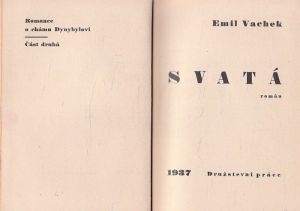 Romance
o chámu Dynybylovi
Část druhá
Emil Vachek
SVATÁ
román
1937 Družstevní práce